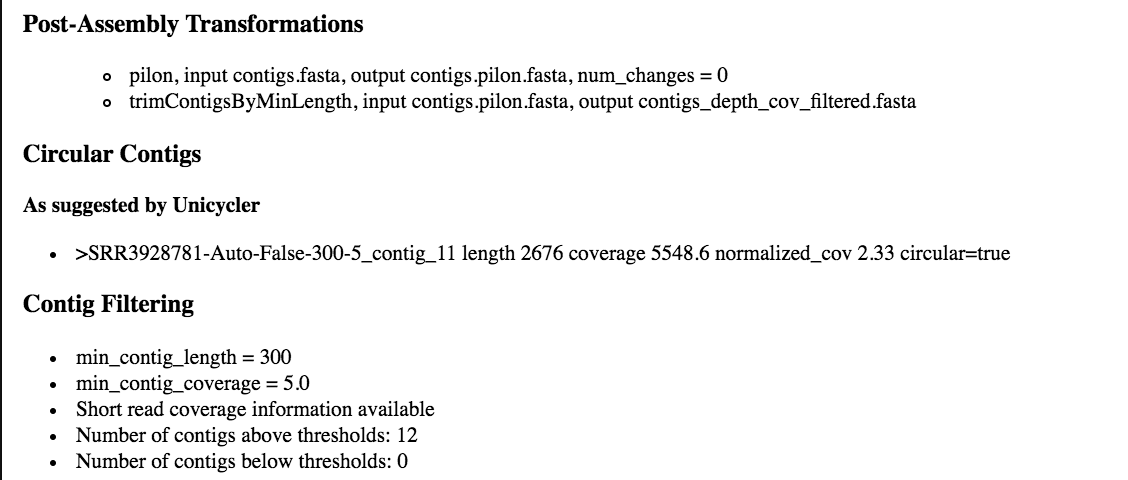 Post-Assembly Transformations
pilon, input contigs.fasta, output contigs.pilon.fasta, num_changes = 0
trimContigsByMinLength, input contigs.pilon.fasta, output contigs_depth_cov_filtered.fasta
Circular Contigs
As suggested by Unicycler
>SRR3928781-Auto-False-300-5_contig_11 length 2676 coverage 5548.6 normalized_cov 2.33 circular=true
Contig Filtering
min_contig_length = 300
min_contig_coverage = 5.0
Short read coverage information available
Number of contigs above thresholds: 12
Number of contigs below thresholds: 0